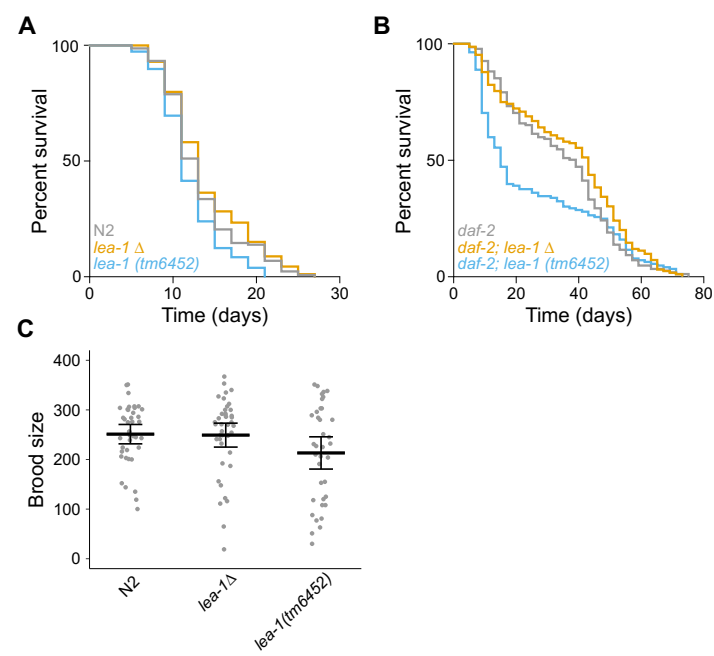 A
100
50
0
Percent survival
N2
lea-1 Δ
lea-1 (tm6452)
0 10 20 30
Time (days)
B
100
50
0
Percent survival
daf-2
daf-2; lea-1 Δ
daf-2; lea-1 (tm6452)
0 20 40 60 80
Time (days)
C
400
300
200
100
0
Brood size
N2
lea-1Δ
lea-1(tm6452)